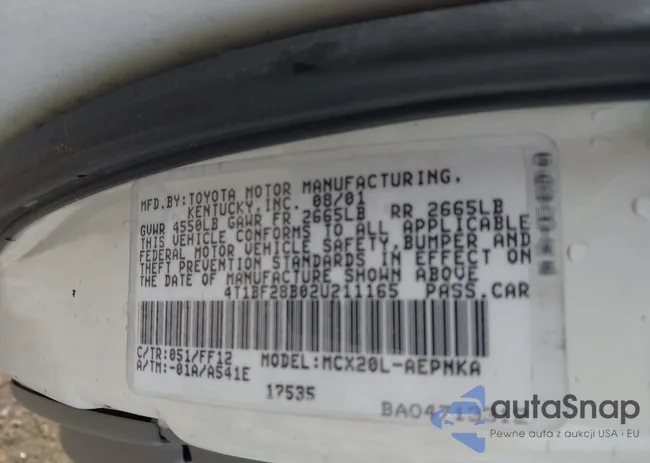 MFD.BY:TOYOTA MOTOR MANUFACTURING.
KENTUCKY,INC. 08/01
GVWR 4550LB GAWR FR 2665LB RR 2665LB
THIS VEHICLE CONFORMS TO ALL APPLICABLE
FEDERAL MOTOR VEHICLE SAFETY,BUMPER AND
THEFT PREVENTION STANDARDS IN EFFECT ON
THE DATE OF MANUFACTURE SHOWN ABOVE
4T1BF28B02U211165 PASS.CAR
C/TR:051/FF12 MODEL:MCX20L-AEPNKA
A/TM:-01A/A541E
17535
autaSnap
Pewne auta z aukcji USA i EU